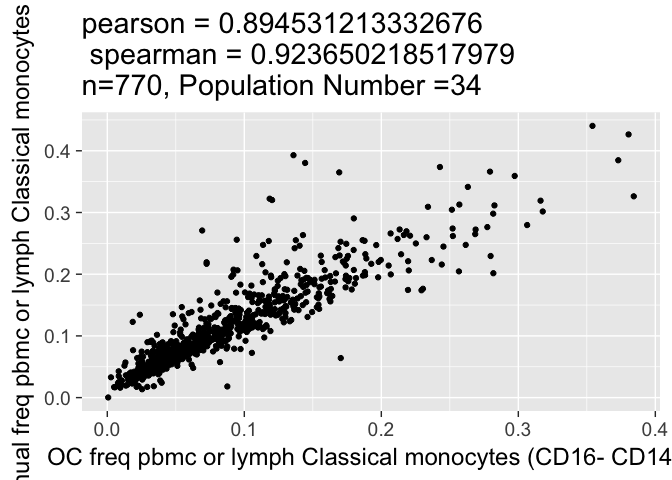 pearson = 0.894531213332676
spearman = 0.923650218517979
n=770, Population Number =34
freq pbmc or lymph Classical monocytes
0.4
0.3
0.2
0.1
0.0
0.0 0.1 0.2 0.3 0.4
OC freq pbmc or lymph Classical monocytes (CD16- CD14